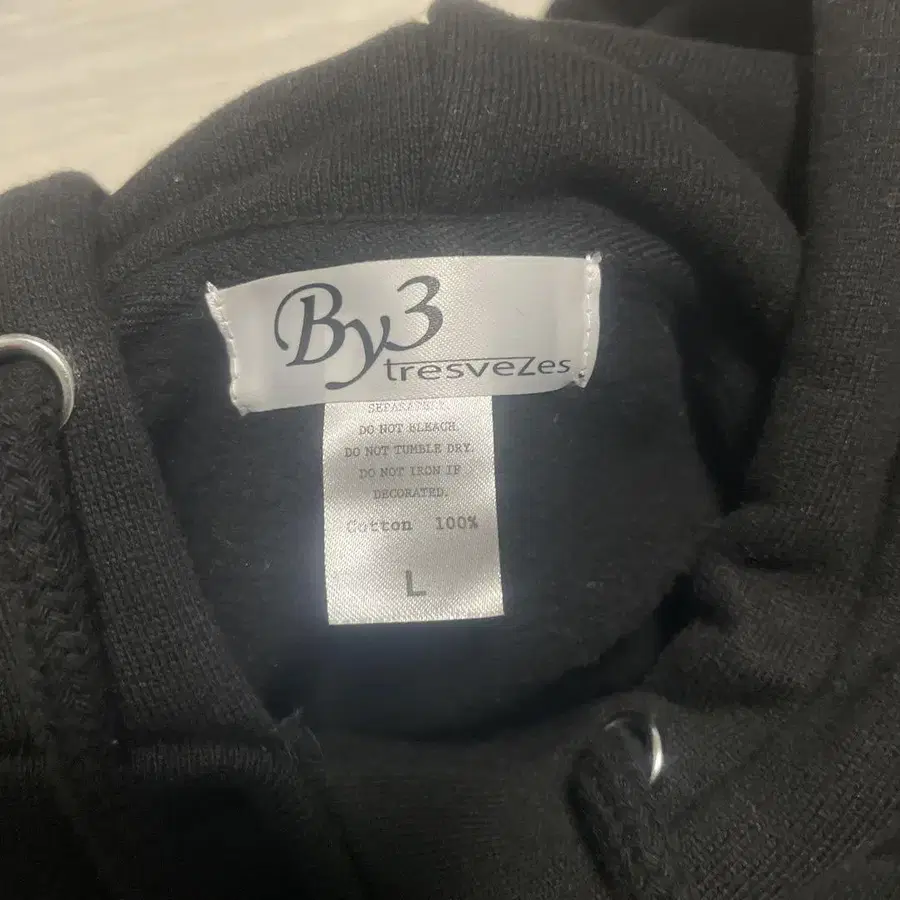 By3
tresveZes
DO NOT BLEACH.
DO NOT TUMBLE DRY.
DO NOT IRON IF
DECORATED.
Cotton 100%
L